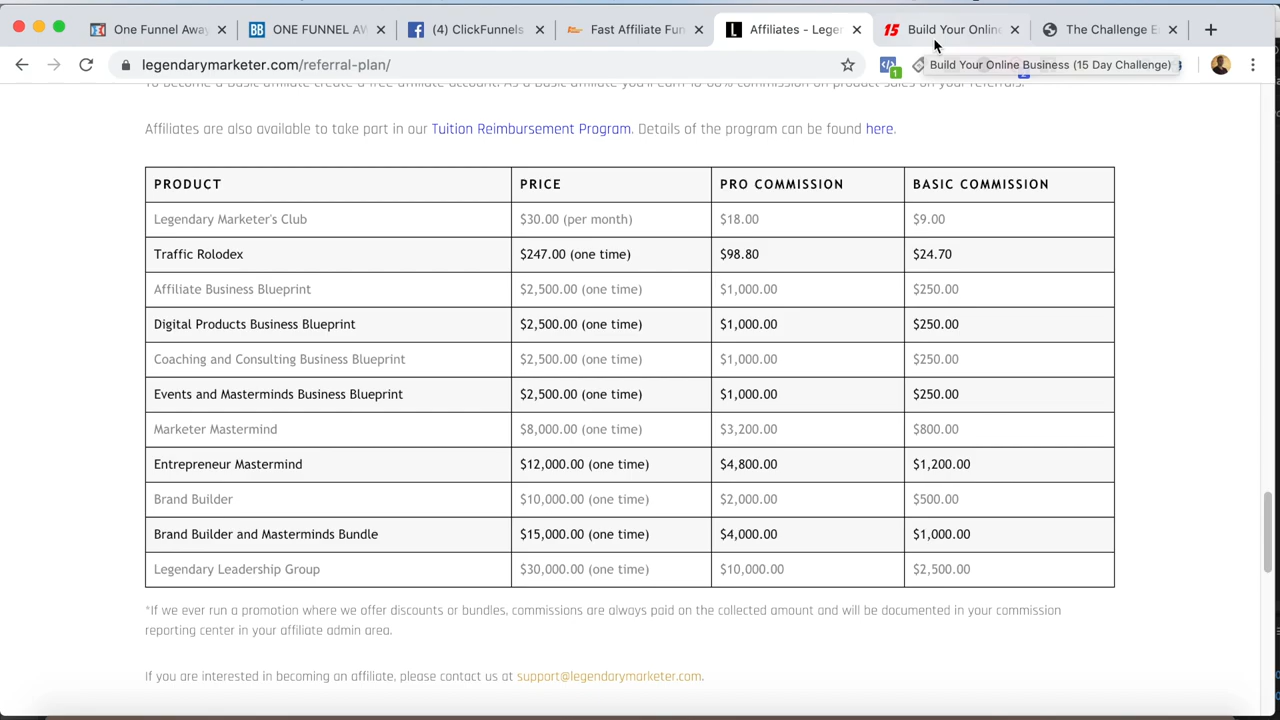 One Funnel Away
ONE FUNNEL AW
(4) ClickFunnels
Fast Affiliate Fun
Affiliates - Leger
Build Your Online
The Challenge E
legendarymarketer.com/referral-plan/
1
Build Your Online Business (15 Day Challenge)
Affiliates are also available to take part in our Tuition Reimbursement Program. Details of the program can be found here.
PRODUCT PRICE PRO COMMISSION BASIC COMMISSION
Legendary Marketer's Club $30.00 (per month) $18.00 $9.00
Traffic Rolodex $247.00 (one time) $98.80 $24.70
Affiliate Business Blueprint $2,500.00 (one time) $1,000.00 $250.00
Digital Products Business Blueprint $2,500.00 (one time) $1,000.00 $250.00
Coaching and Consulting Business Blueprint $2,500.00 (one time) $1,000.00 $250.00
Events and Masterminds Business Blueprint $2,500.00 (one time) $1,000.00 $250.00
Marketer Mastermind $8,000.00 (one time) $3,200.00 $800.00
Entrepreneur Mastermind $12,000.00 (one time) $4,800.00 $1,200.00
Brand Builder $10,000.00 (one time) $2,000.00 $500.00
Brand Builder and Masterminds Bundle $15,000.00 (one time) $4,000.00 $1,000.00
Legendary Leadership Group $30,000.00 (one time) $10,000.00 $2,500.00
*If we ever run a promotion where we offer discounts or bundles, commissions are always paid on the collected amount and will be documented in your commission
reporting center in your affiliate admin area.
If you are interested in becoming an affiliate, please contact us at support@legendarymarketer.com.